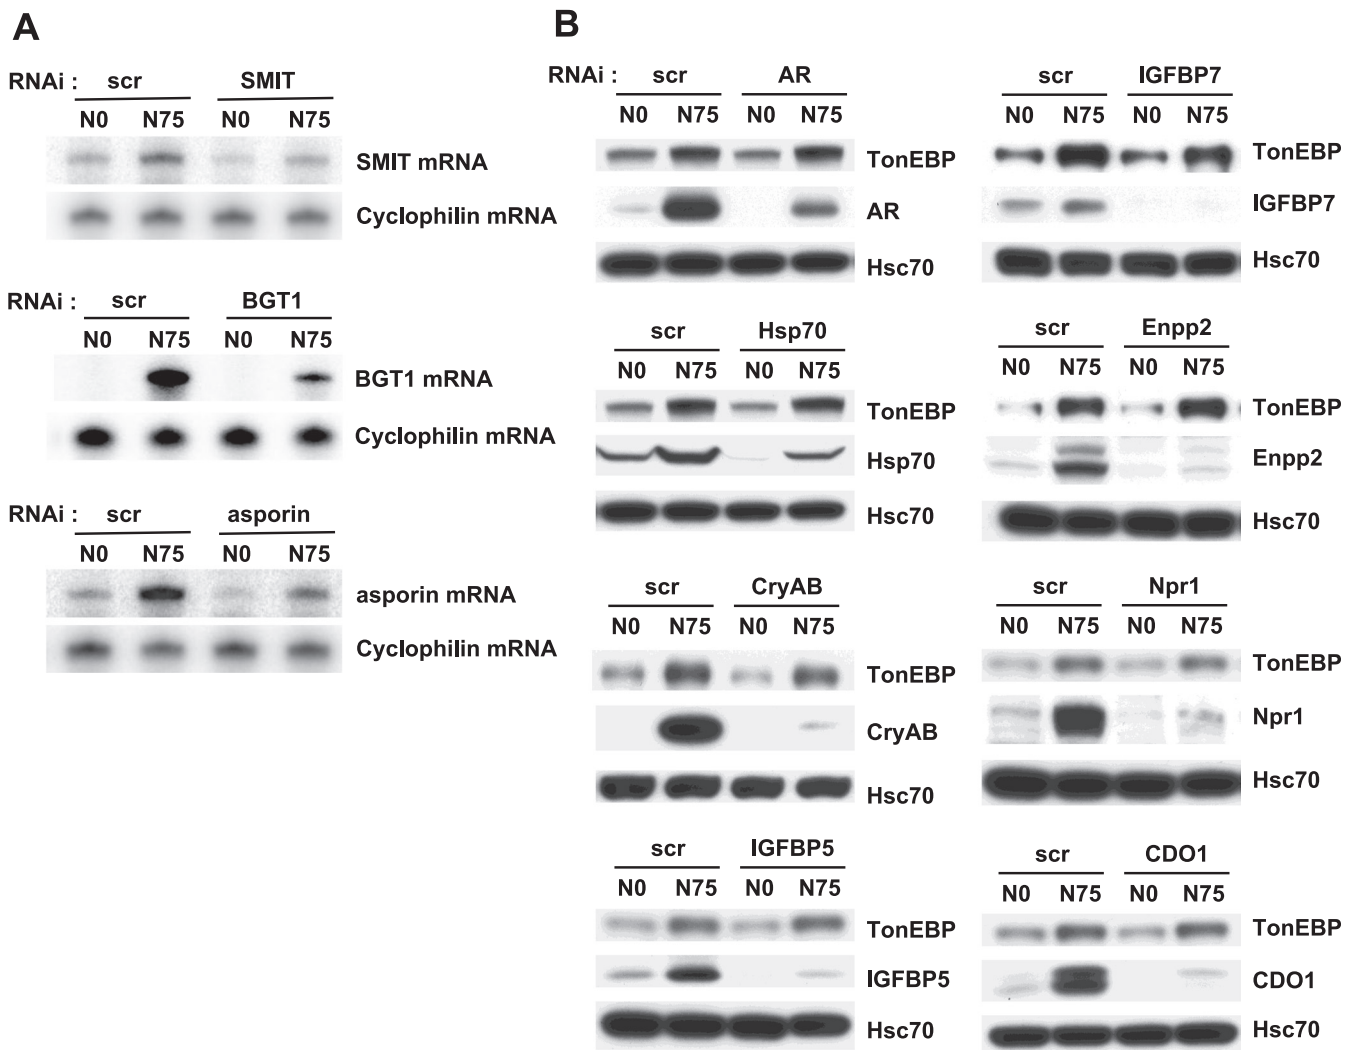 A
RNAi : scr SMIT
N0 N75 N0 N75
SMIT mRNA
Cyclophilin mRNA
RNAi : scr BGT1
N0 N75 N0 N75
BGT1 mRNA
Cyclophilin mRNA
RNAi : scr asporin
N0 N75 N0 N75
asporin mRNA
Cyclophilin mRNA
B
RNAi : scr AR
N0 N75 N0 N75
TonEBP
AR
Hsc70
scr Hsp70
N0 N75 N0 N75
TonEBP
Hsp70
Hsc70
scr CryAB
N0 N75 N0 N75
TonEBP
CryAB
Hsc70
scr IGFBP5
N0 N75 N0 N75
TonEBP
IGFBP5
Hsc70
scr IGFBP7
N0 N75 N0 N75
TonEBP
IGFBP7
Hsc70
scr Enpp2
N0 N75 N0 N75
TonEBP
Enpp2
Hsc70
scr Npr1
N0 N75 N0 N75
TonEBP
Npr1
Hsc70
scr CDO1
N0 N75 N0 N75
TonEBP
CDO1
Hsc70